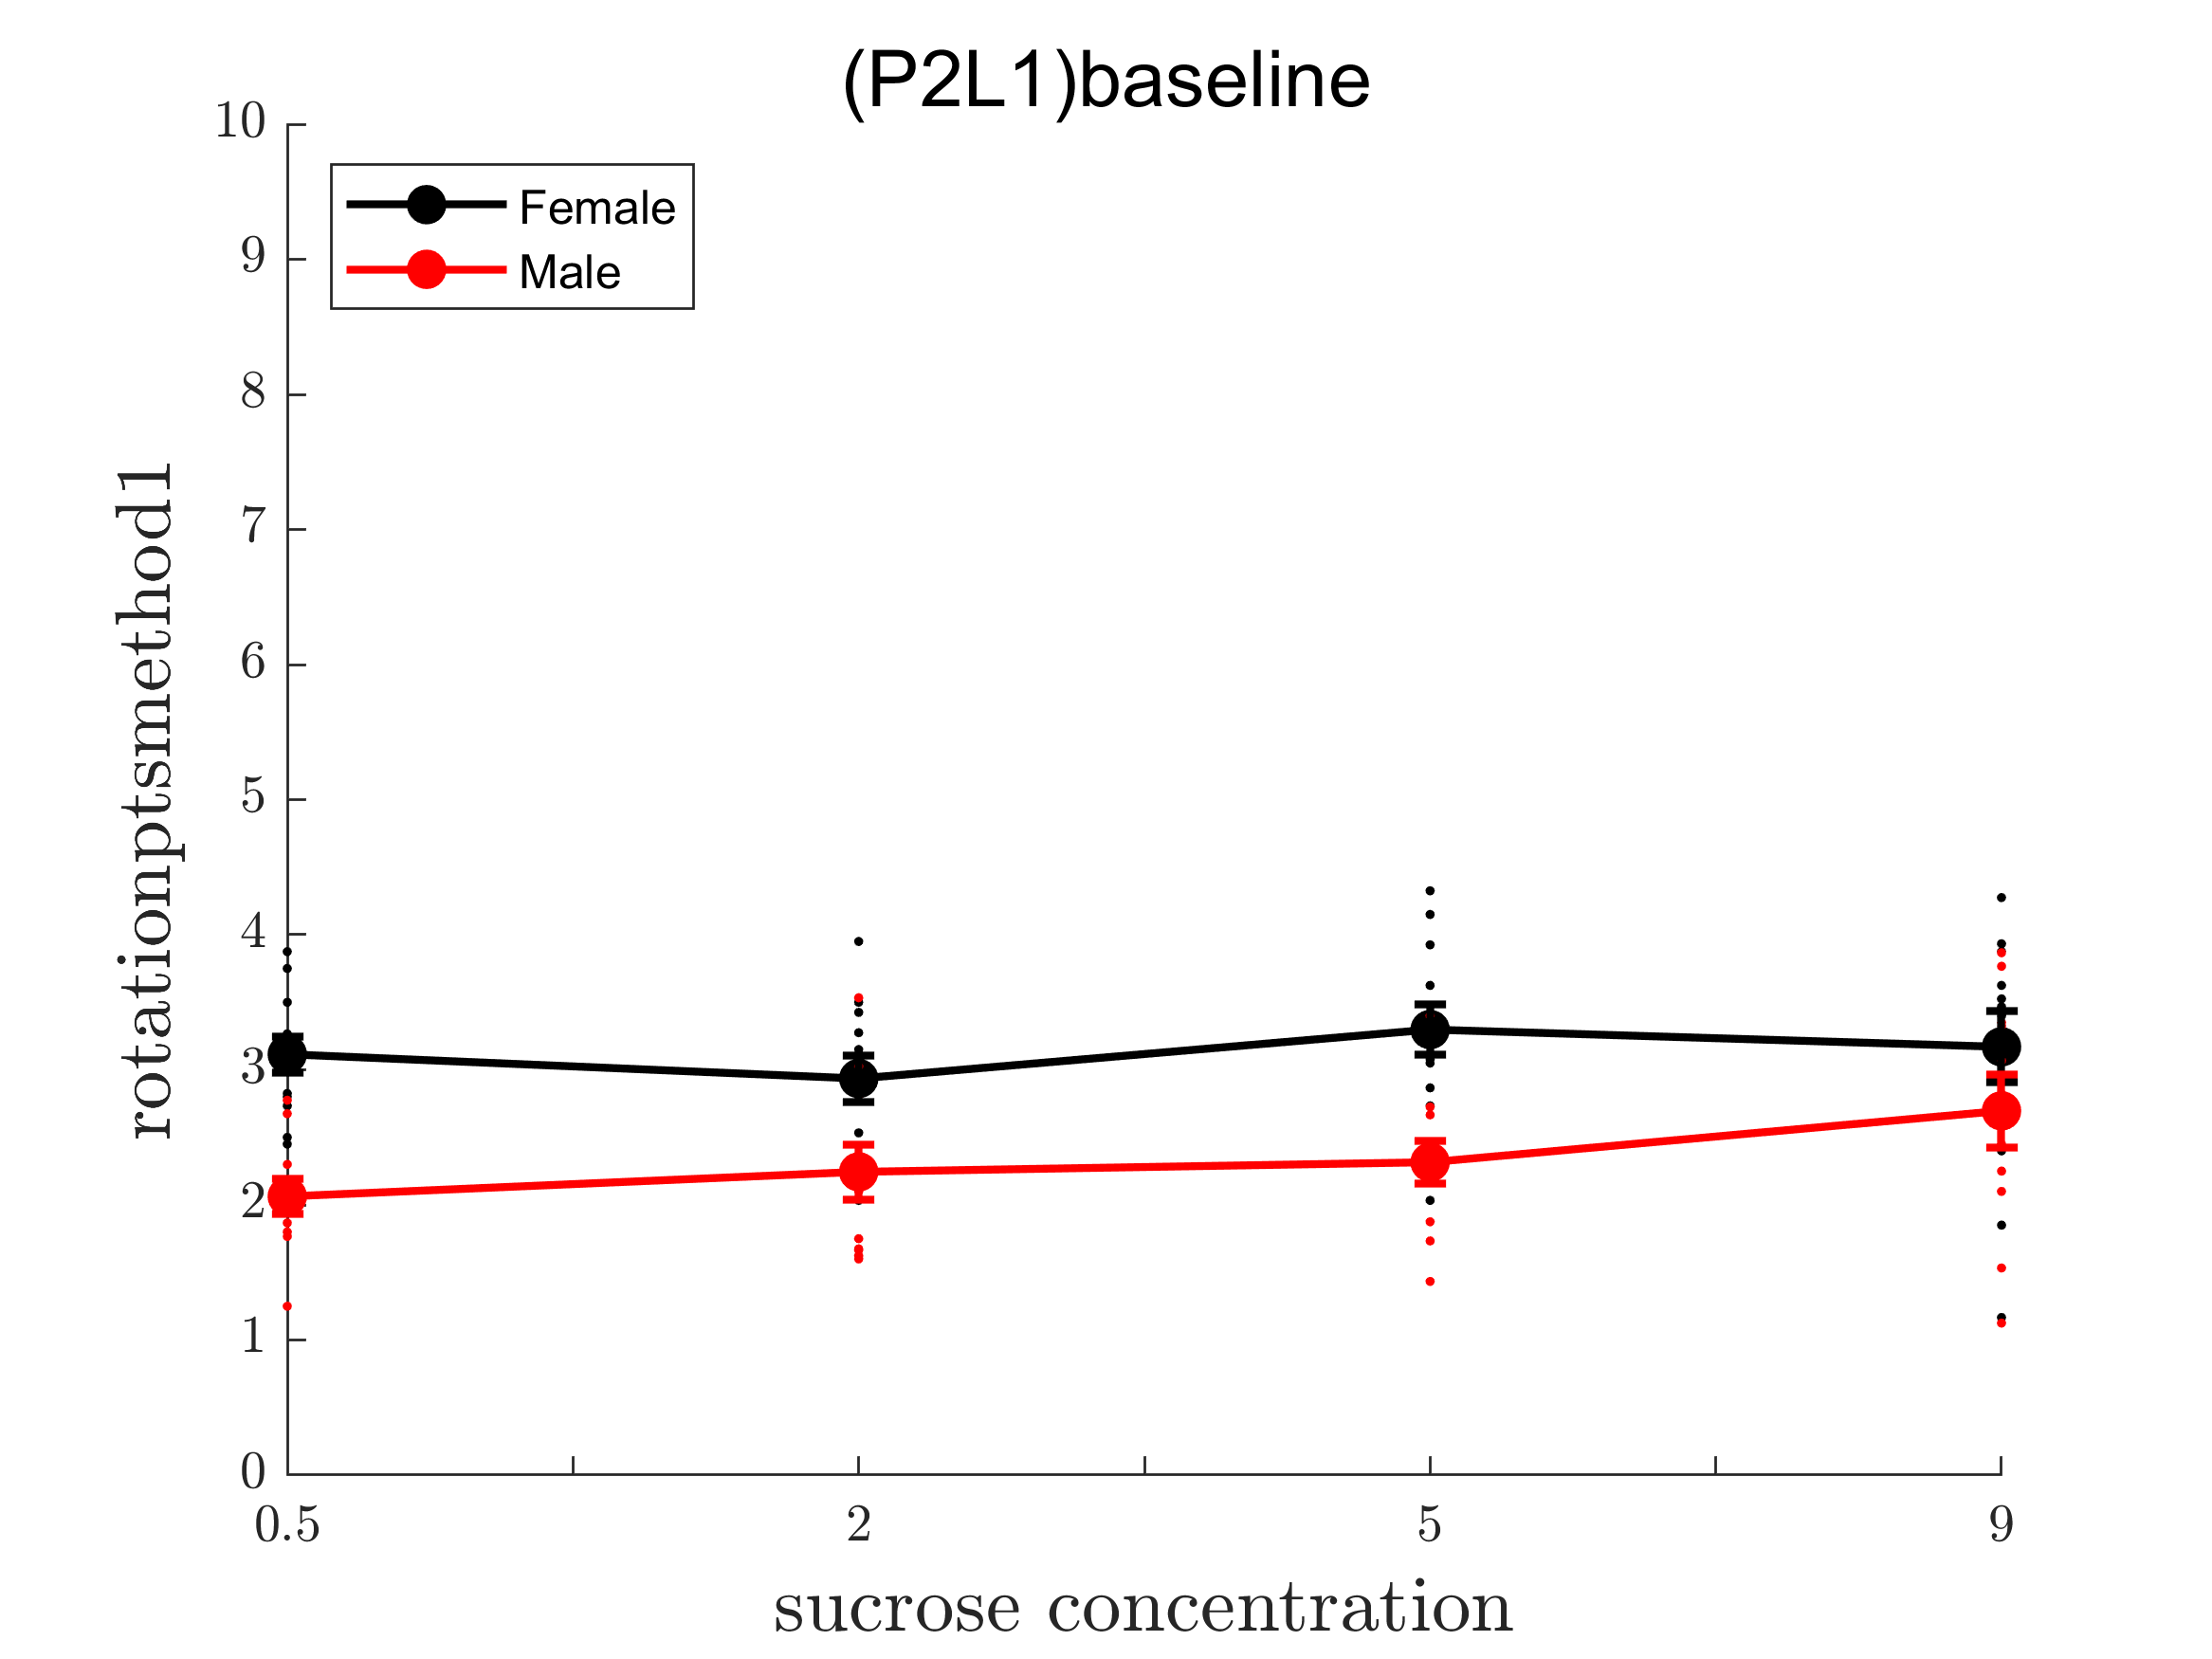 (P2L1)baseline
10
9
8
7
6
5
4
3
2
1
0
Female
Male
rotationptsmethod1
0.5 2 5 9
sucrose concentration